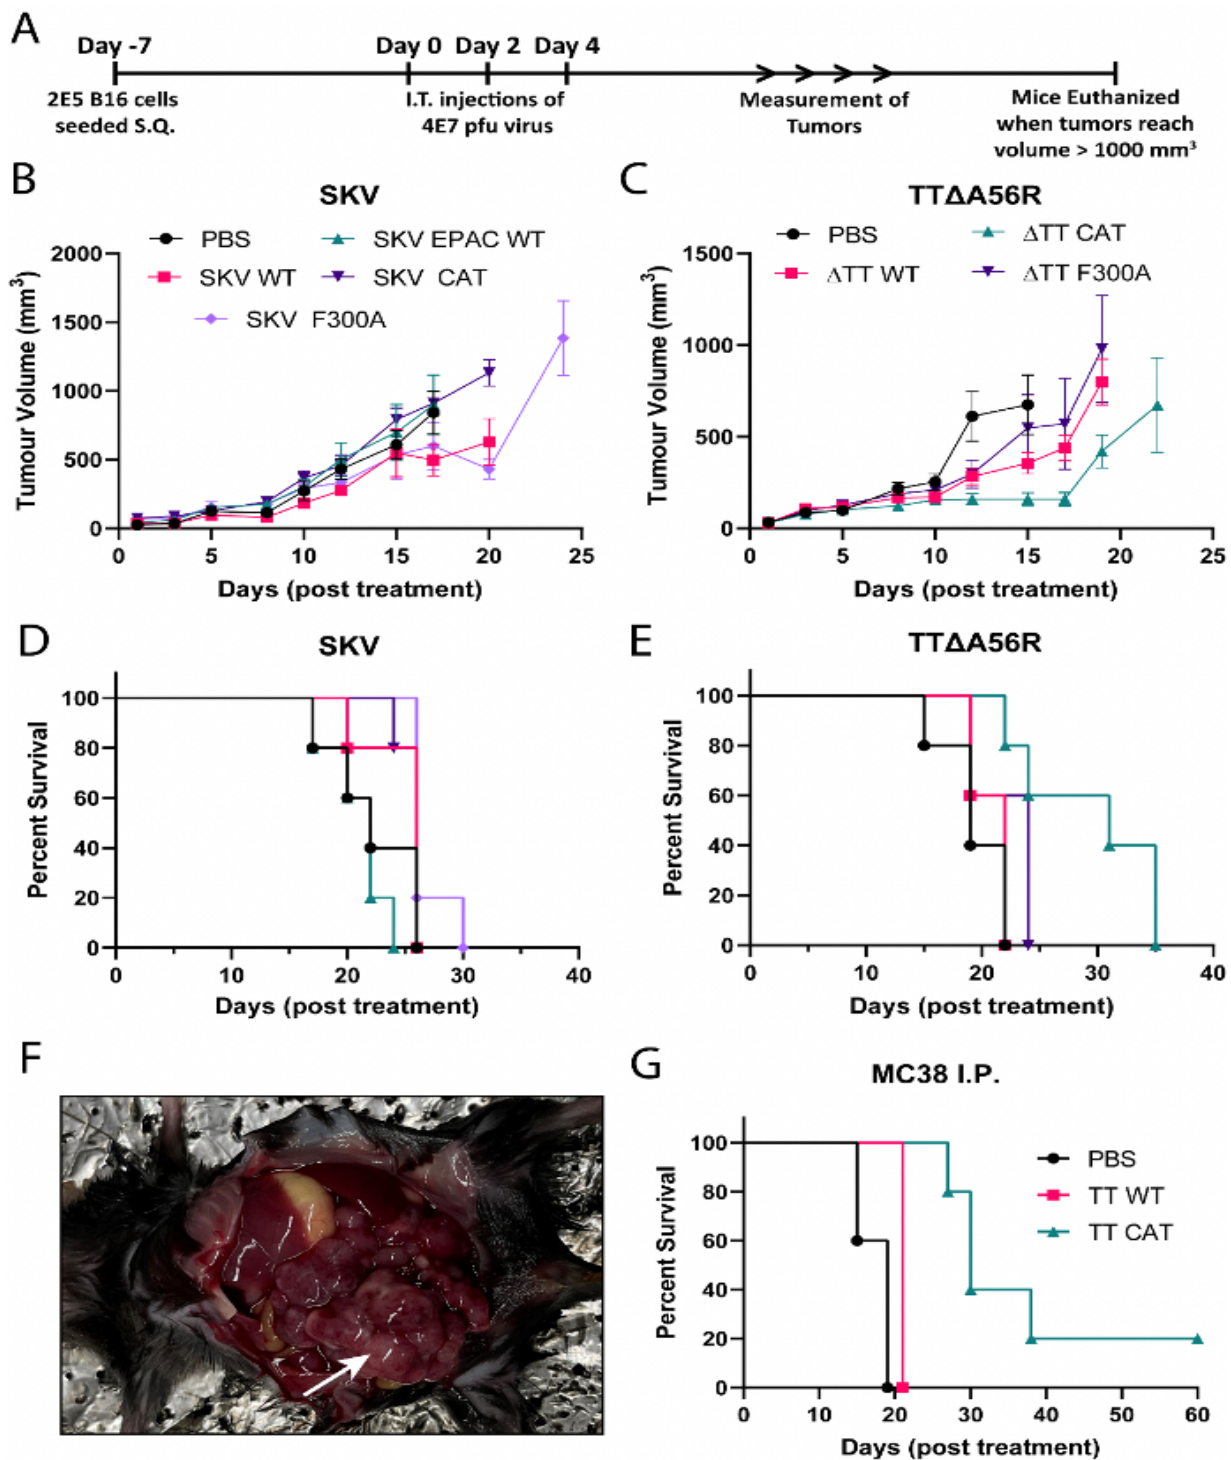 A
Day -7
Day 0 Day 2 Day 4
2E5 B16 cells
seeded S.Q.
I.T. injections of
4E7 pfu virus
Measurement of
Tumors
Mice Euthanized
when tumors reach
volume > 1000 mm³
B
SKV
PBS
SKV EPAC WT
SKV WT
SKV CAT
SKV F300A
Tumour Volume (mm³)
2000
1500
1000
500
0
0 5 10 15 20 25
Days (post treatment)
C
TTΔA56R
PBS
ΔTT CAT
ΔTT WT
ΔTT F300A
Tumour Volume (mm³)
1500
1000
500
0
0 5 10 15 20 25
Days (post treatment)
D
SKV
Percent Survival
100
80
60
40
20
0
0 10 20 30 40
Days (post treatment)
E
TTΔA56R
Percent Survival
100
80
60
40
20
0
0 10 20 30 40
Days (post treatment)
F
G
MC38 I.P.
PBS
TT WT
TT CAT
Percent Survival
100
80
60
40
20
0
0 10 20 30 40 50 60
Days (post treatment)